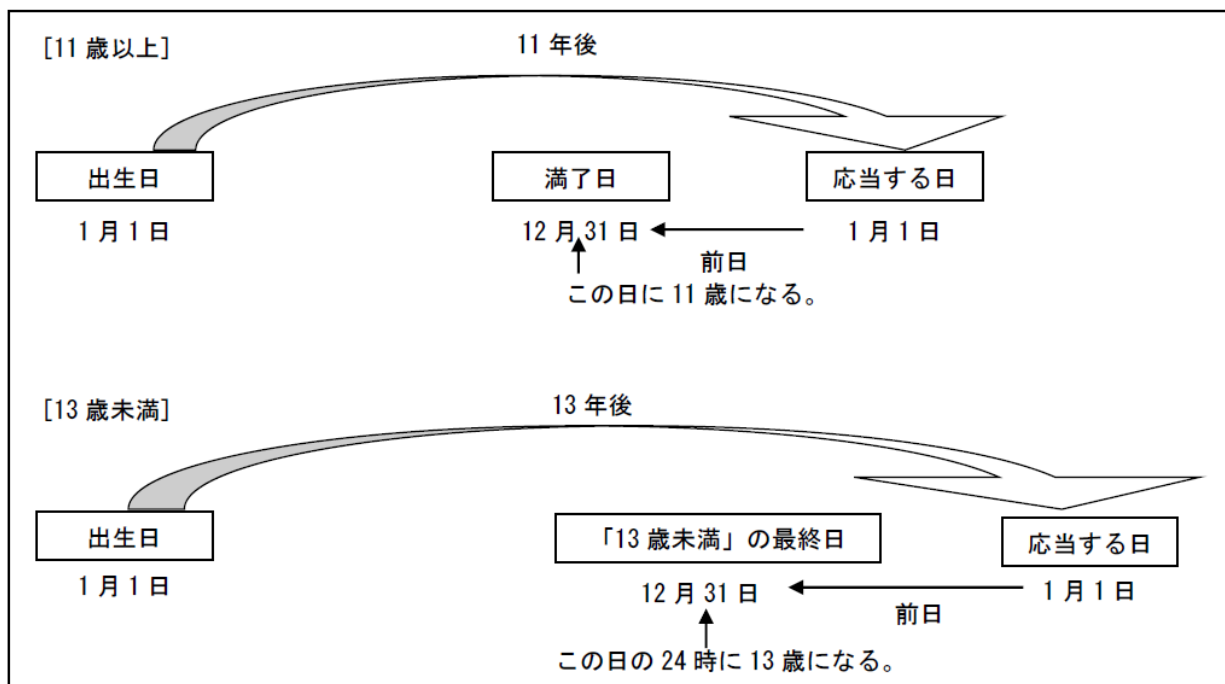 [11 歳以上]
11 年後
出生日
満了日
応当する日
1 月 1 日
12 月 31 日
1 月 1 日
前日
この日に 11 歳になる。
[13 歳未満]
13 年後
出生日
「13 歳未満」の最終日
応当する日
1 月 1 日
12 月 31 日
1 月 1 日
前日
この日の 24 時に 13 歳になる。